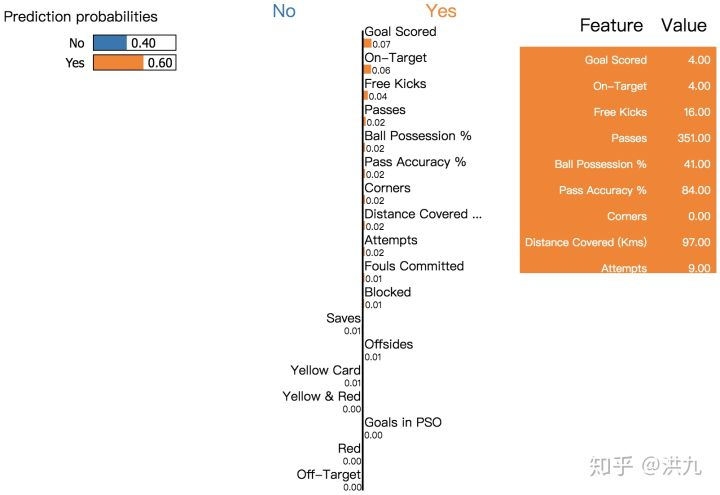 Prediction probabilities
No 0.40
Yes 0.60
No Yes
Goal Scored
0.07
On-Target
0.06
Free Kicks
0.04
Passes
0.02
Ball Possession %
0.02
Pass Accuracy %
0.02
Corners
0.02
Distance Covered ...
0.02
Attempts
0.02
Fouls Committed
0.01
Blocked
0.01
Saves
0.01
Offsides
0.01
Yellow Card
0.01
Yellow & Red
0.00
Goals in PSO
0.00
Red
0.00
Off-Target
0.00
Feature Value
Goal Scored 4.00
On-Target 4.00
Free Kicks 16.00
Passes 351.00
Ball Possession % 41.00
Pass Accuracy % 84.00
Corners 0.00
Distance Covered (Kms) 97.00
Attempts 9.00
知乎 @洪九